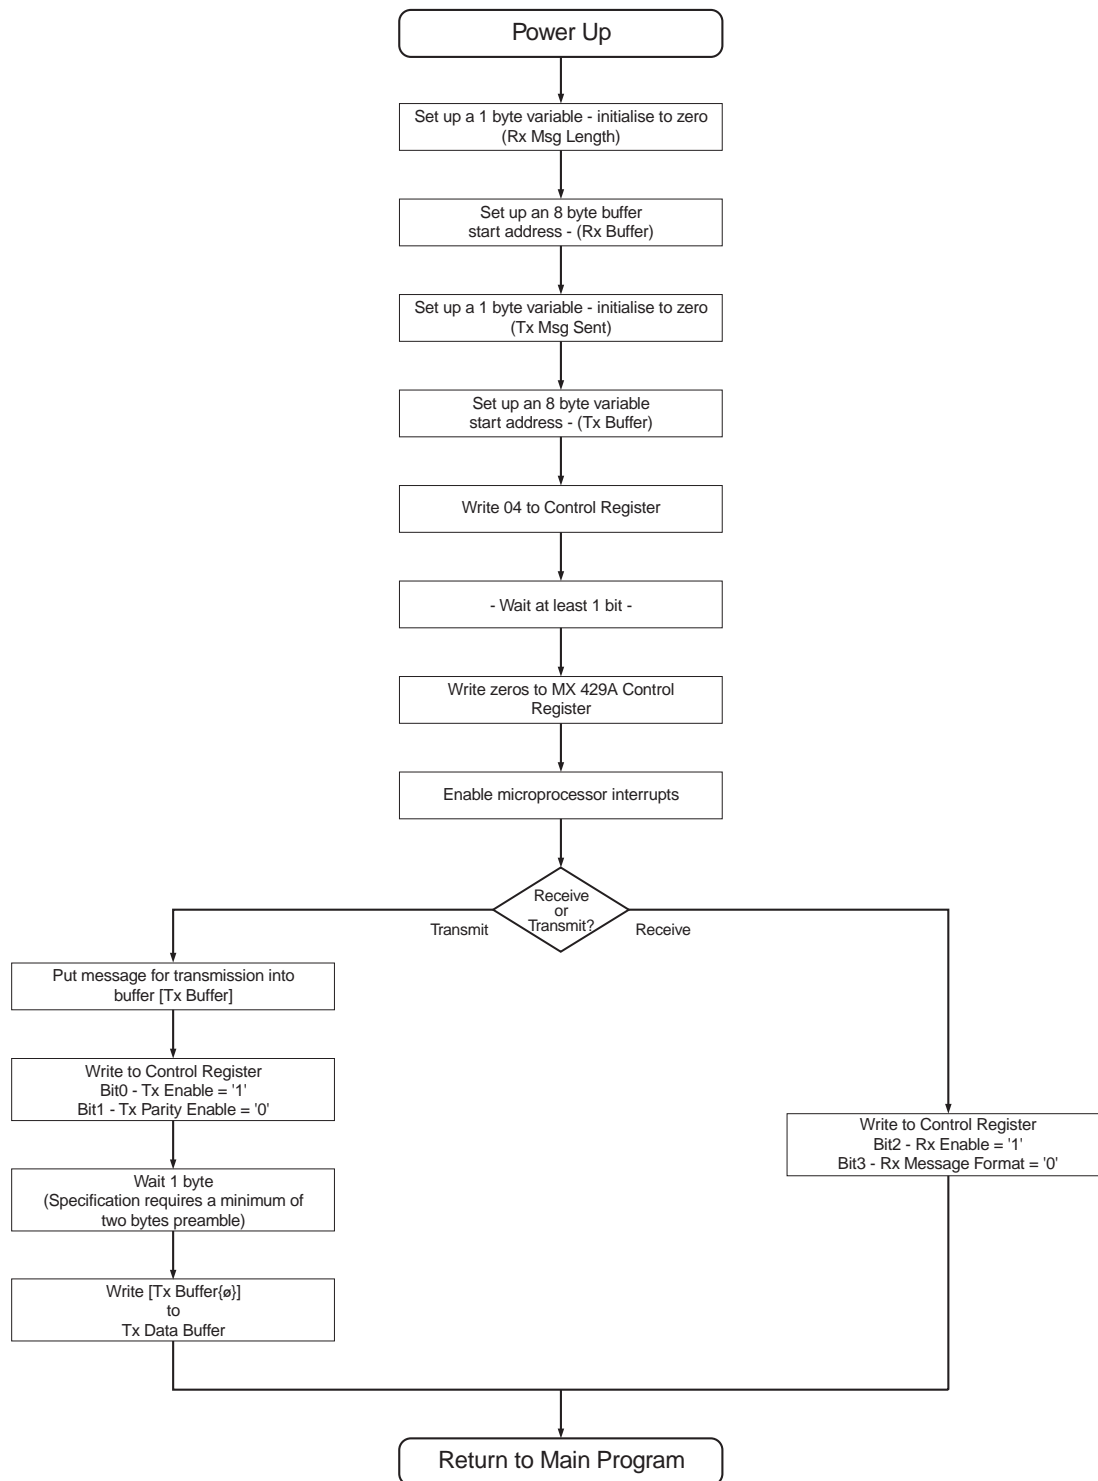 Power Up
Set up a 1 byte variable - initialise to zero
(Rx Msg Length)
Set up an 8 byte buffer
start address - (Rx Buffer)
Set up a 1 byte variable - initialise to zero
(Tx Msg Sent)
Set up an 8 byte variable
start address - (Tx Buffer)
Write 04 to Control Register
- Wait at least 1 bit -
Write zeros to MX 429A Control
Register
Enable microprocessor interrupts
Receive
or
Transmit?
Transmit
Receive
Put message for transmission into
buffer [Tx Buffer]
Write to Control Register
Bit0 - Tx Enable = '1'
Bit1 - Tx Parity Enable = '0'
Wait 1 byte
(Specification requires a minimum of
two bytes preamble)
Write [Tx Buffer{ø}]
to
Tx Data Buffer
Write to Control Register
Bit2 - Rx Enable = '1'
Bit3 - Rx Message Format = '0'
Return to Main Program